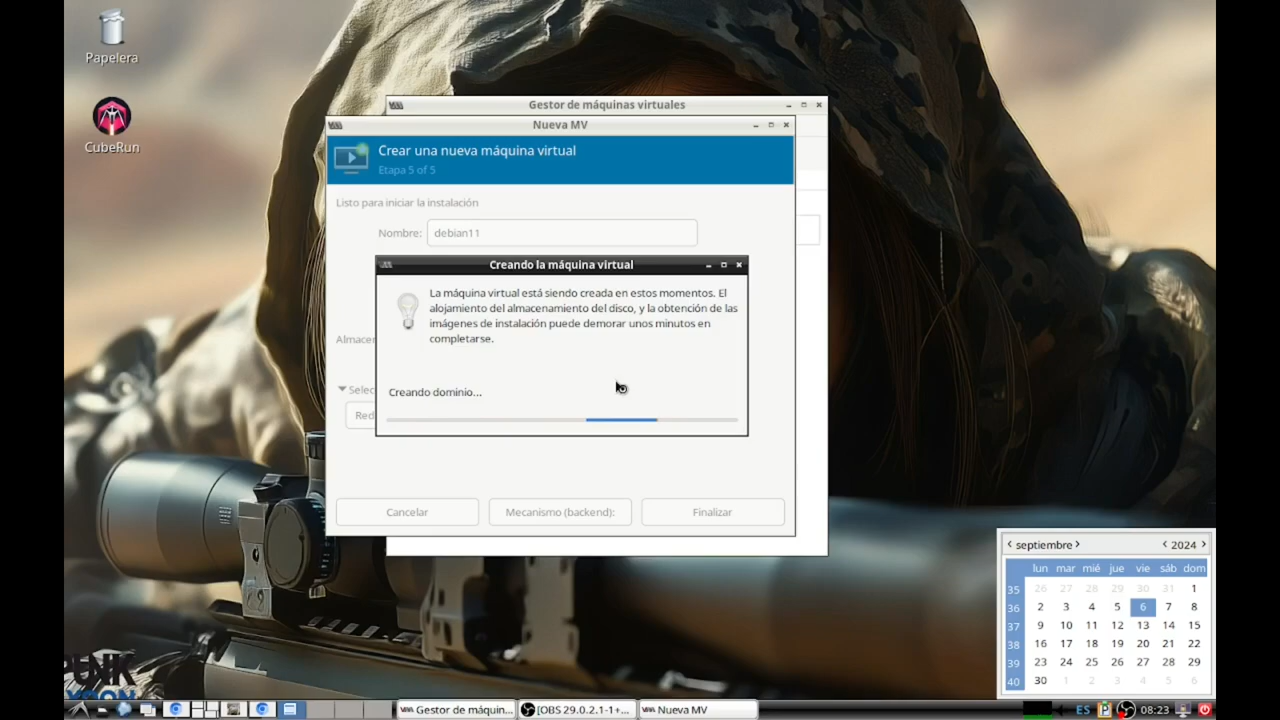 Papelera
CubeRun
Gestor de máquinas virtuales
Nueva MV
Crear una nueva máquina virtual
Etapa 5 of 5
Listo para iniciar la instalación
Nombre: debian11
Creando la máquina virtual
La máquina virtual está siendo creada en estos momentos. El
alojamiento del almacenamiento del disco, y la obtención de las
imágenes de instalación puede demorar unos minutos en
completarse.
Almacen
Selec
Creando dominio...
Red
Cancelar Mecanismo (backend): Finalizar
septiembre 2024
lun mar mié jue vie sáb dom
35 26 27 28 29 30 31 1
36 2 3 4 5 6 7 8
37 9 10 11 12 13 14 15
38 16 17 18 19 20 21 22
39 23 24 25 26 27 28 29
40 30 1 2 3 4 5 6
Gestor de máquin... [OBS 29.0.2.1-1+... Nueva MV ES 08:23